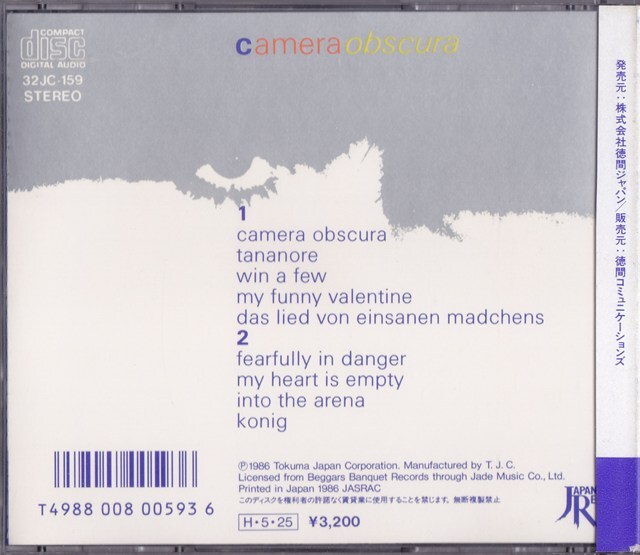 COMPACT
disc
DIGITAL AUDIO
32JC-159
STEREO
camera obscura
1
camera obscura
tananore
win a few
my funny valentine
das lied von einsanen madchens
2
fearfully in danger
my heart is empty
into the arena
konig
T4988 008 00593 6
Ⓟ1986 Tokuma Japan Corporation. Manufactured by T. J. C.
Licensed from Beggars Banquet Records through Jade Music Co., Ltd.
Printed in Japan 1986 JASRAC
このディスクを権利者の許諾なく賃貸業に使用することを禁じます。無断複製禁止
H·5·25 ¥3,200
発売元:株式会社徳間ジャパン/販売元:徳間コミュニケーションズ
JAPAN